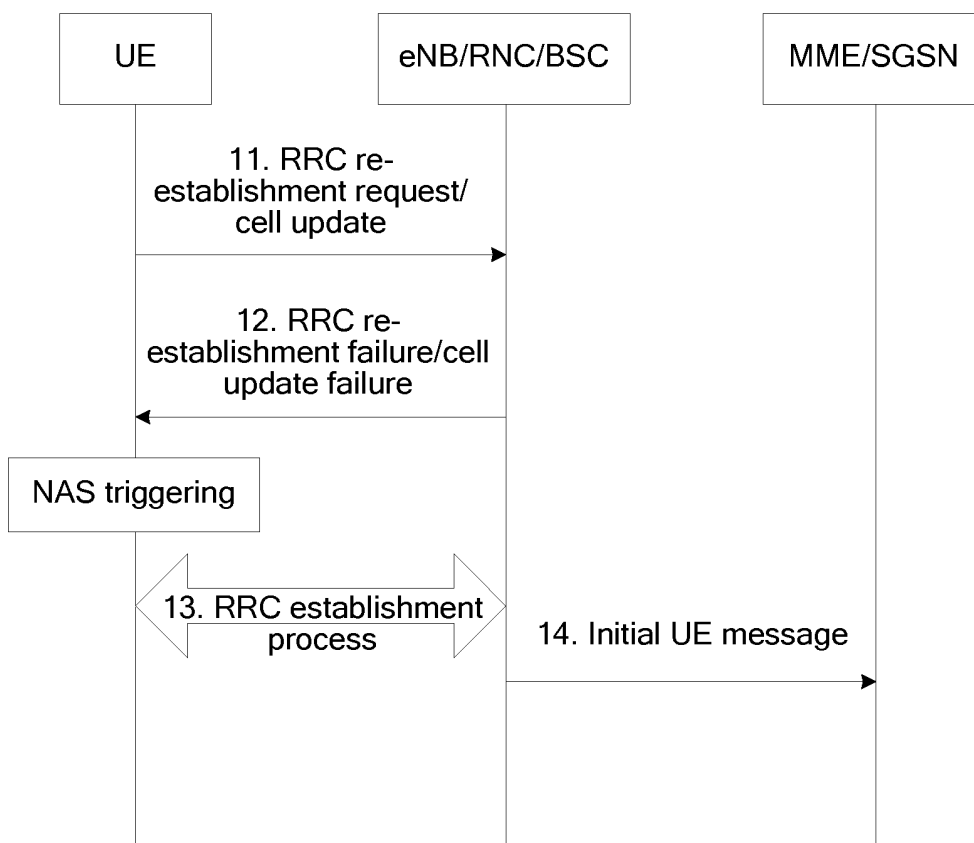 UE
eNB/RNC/BSC
MME/SGSN
11. RRC re-
establishment request/
cell update
12. RRC re-
establishment failure/cell
update failure
NAS triggering
13. RRC establishment
process
14. Initial UE message